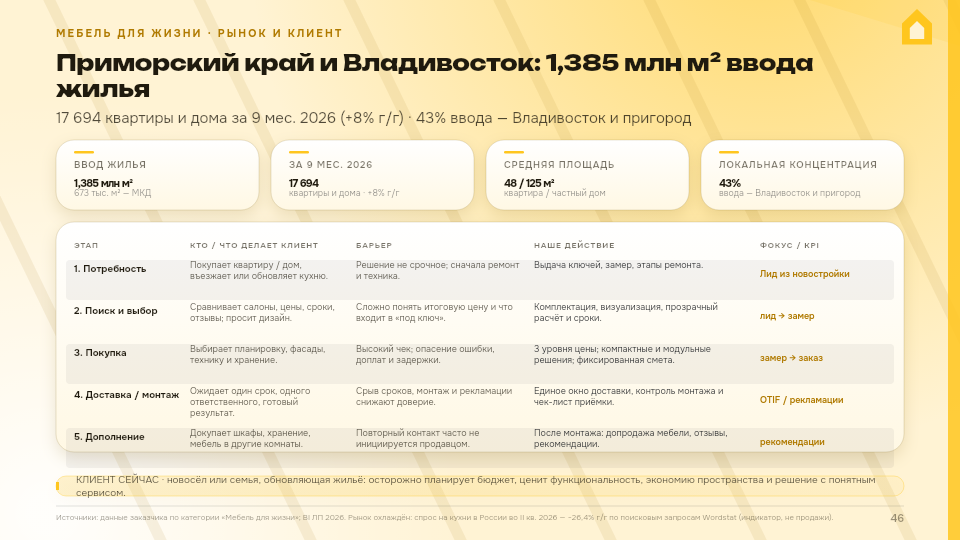 МЕБЕЛЬ ДЛЯ ЖИЗНИ · РЫНОК И КЛИЕНТ
Приморский край и Владивосток: 1,385 млн м² ввода
жилья
17 694 квартиры и дома за 9 мес. 2026 (+8% г/г) · 43% ввода — Владивосток и пригород
ВВОД ЖИЛЬЯ
1,385 млн м²
673 тыс. м² — МКД
ЗА 9 МЕС. 2026
17 694
квартиры и дома · +8% г/г
СРЕДНЯЯ ПЛОЩАДЬ
48 / 125 м²
квартира / частный дом
ЛОКАЛЬНАЯ КОНЦЕНТРАЦИЯ
43%
ввода — Владивосток и пригород
ЭТАП
КТО / ЧТО ДЕЛАЕТ КЛИЕНТ
БАРЬЕР
НАШЕ ДЕЙСТВИЕ
ФОКУС / KPI
1. Потребность
Покупает квартиру / дом,
въезжает или обновляет кухню.
Решение не срочное; сначала ремонт
и техника.
Выдача ключей, замер, этапы ремонта.
Лид из новостройки
2. Поиск и выбор
Сравнивает салоны, цены, сроки,
отзывы; просит дизайн.
Сложно понять итоговую цену и что
входит в «под ключ».
Комплектация, визуализация, прозрачный
расчёт и сроки.
лид → замер
3. Покупка
Выбирает планировку, фасады,
технику и хранение.
Высокий чек; опасение ошибки,
доплат и задержки.
3 уровня цены; компактные и модульные
решения; фиксированная смета.
замер → заказ
4. Доставка / монтаж
Ожидает один срок, одного
ответственного, готовый
результат.
Срыв сроков, монтаж и рекламации
снижают доверие.
Единое окно доставки, контроль монтажа и
чек-лист приёмки.
OTIF / рекламации
5. Дополнение
Докупает шкафы, хранение,
мебель в другие комнаты.
Повторный контакт часто не
инициируется продавцом.
После монтажа: допродажа мебели, отзывы,
рекомендации.
рекомендации
КЛИЕНТ СЕЙЧАС · новосёл или семья, обновляющая жильё: осторожно планирует бюджет, ценит функциональность, экономию пространства и решение с понятным
сервисом.
Источники: данные заказчика по категории «Мебель для жизни»; ВІ ЛП 2026. Рынок охлаждён: спрос на кухни в России во II кв. 2026 — −26,4% г/г по поисковым запросам Wordstat (индикатор, не продажи).
46